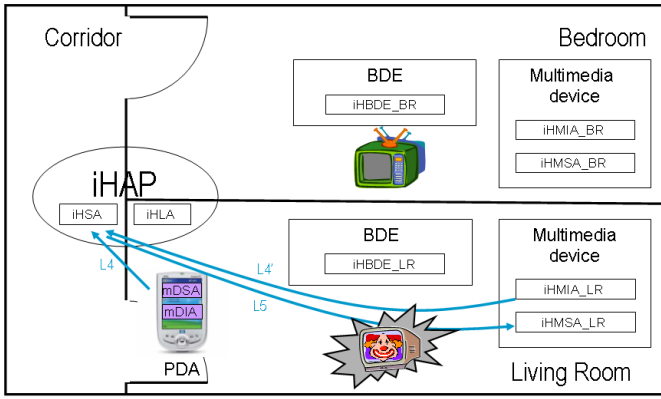 Corridor
Bedroom
BDE
iHBDE_BR
Multimedia
device
iHMIA_BR
iHMSA_BR
iHAP
iHSA
iHLA
L4
L4'
L5
BDE
iHBDE_LR
Multimedia
device
iHMIA_LR
iHMSA_LR
mDSA
mDIA
PDA
Living Room